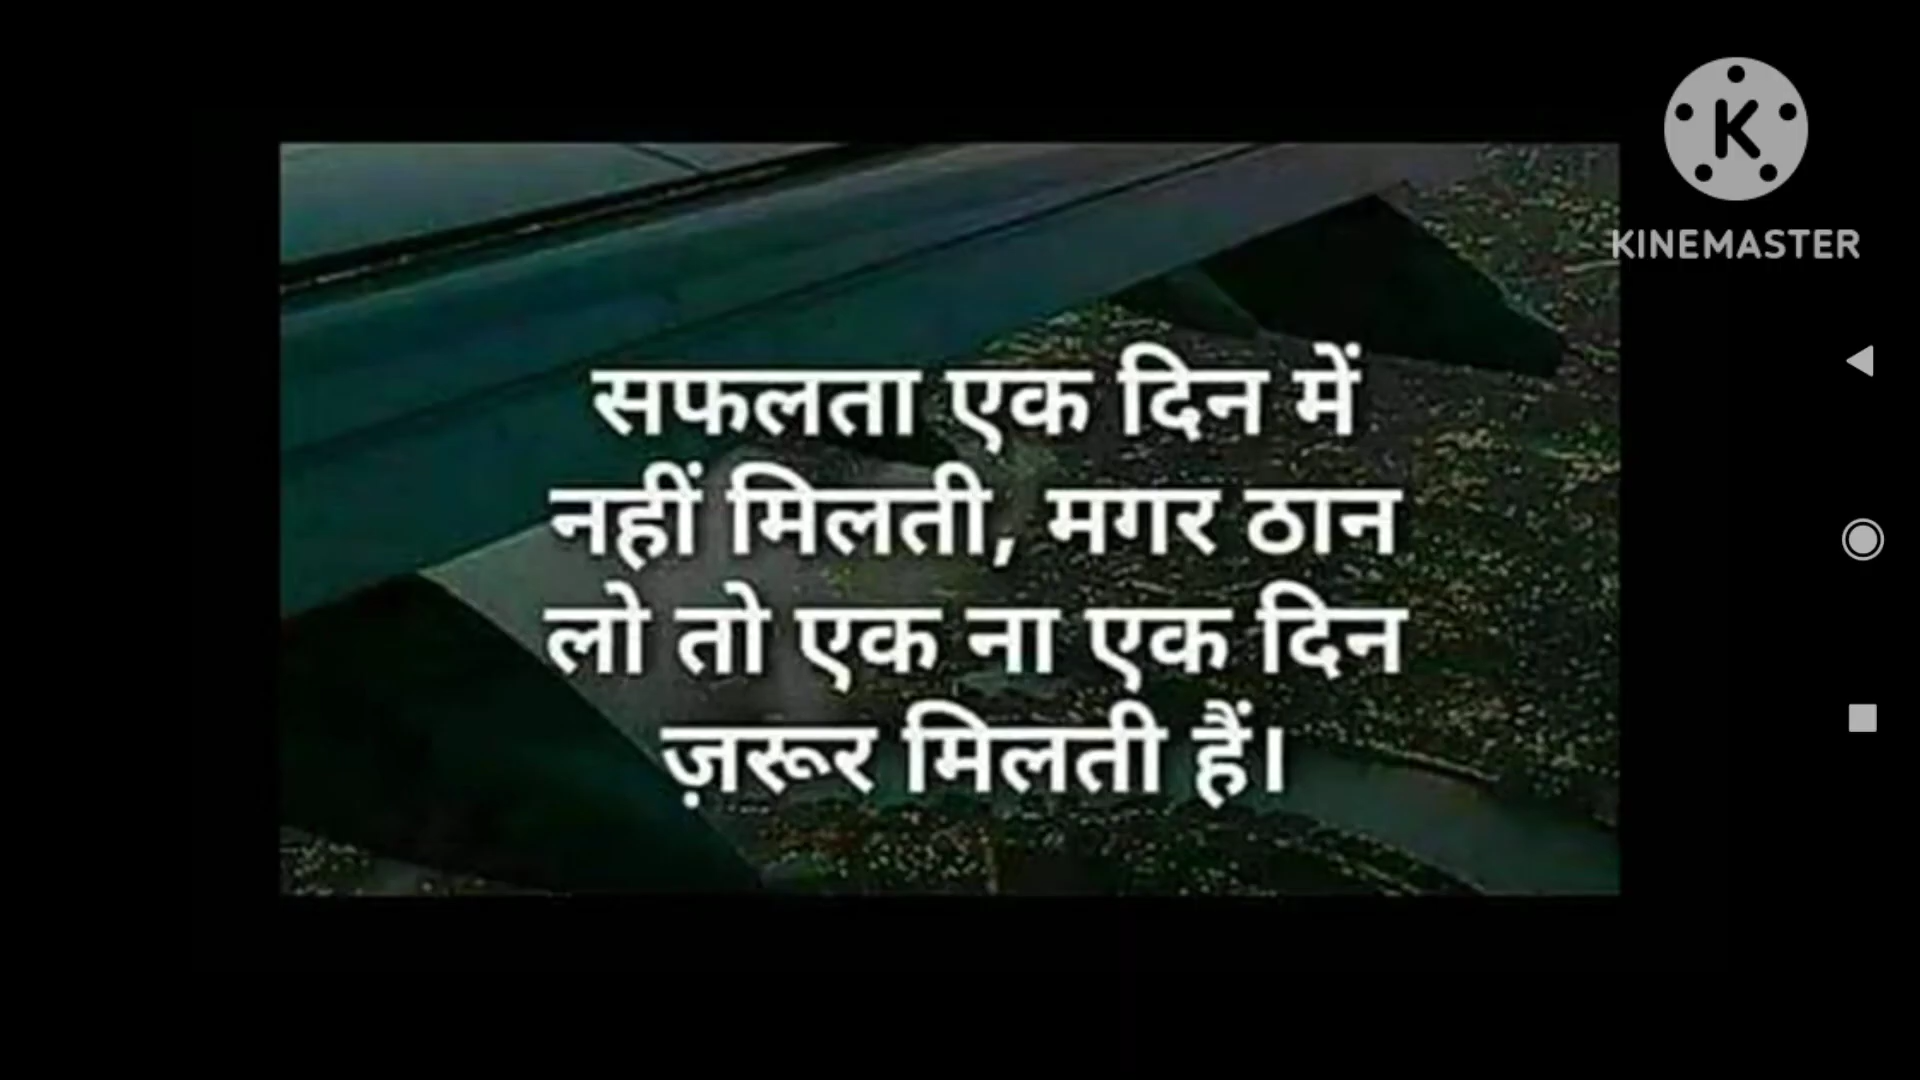 K
KINEMASTER
सफलता एक दिन में
नहीं मिलती, मगर ठान
लो तो एक ना एक दिन
ज़रूर मिलती हैं।